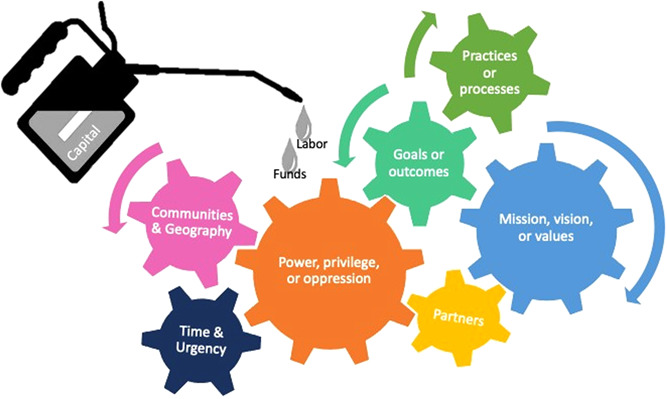 Capital
Labor
Funds
Practices
or
processes
Goals or
outcomes
Communities
& Geography
Mission, vision,
or values
Power, privilege,
or oppression
Time &
Urgency
Partners